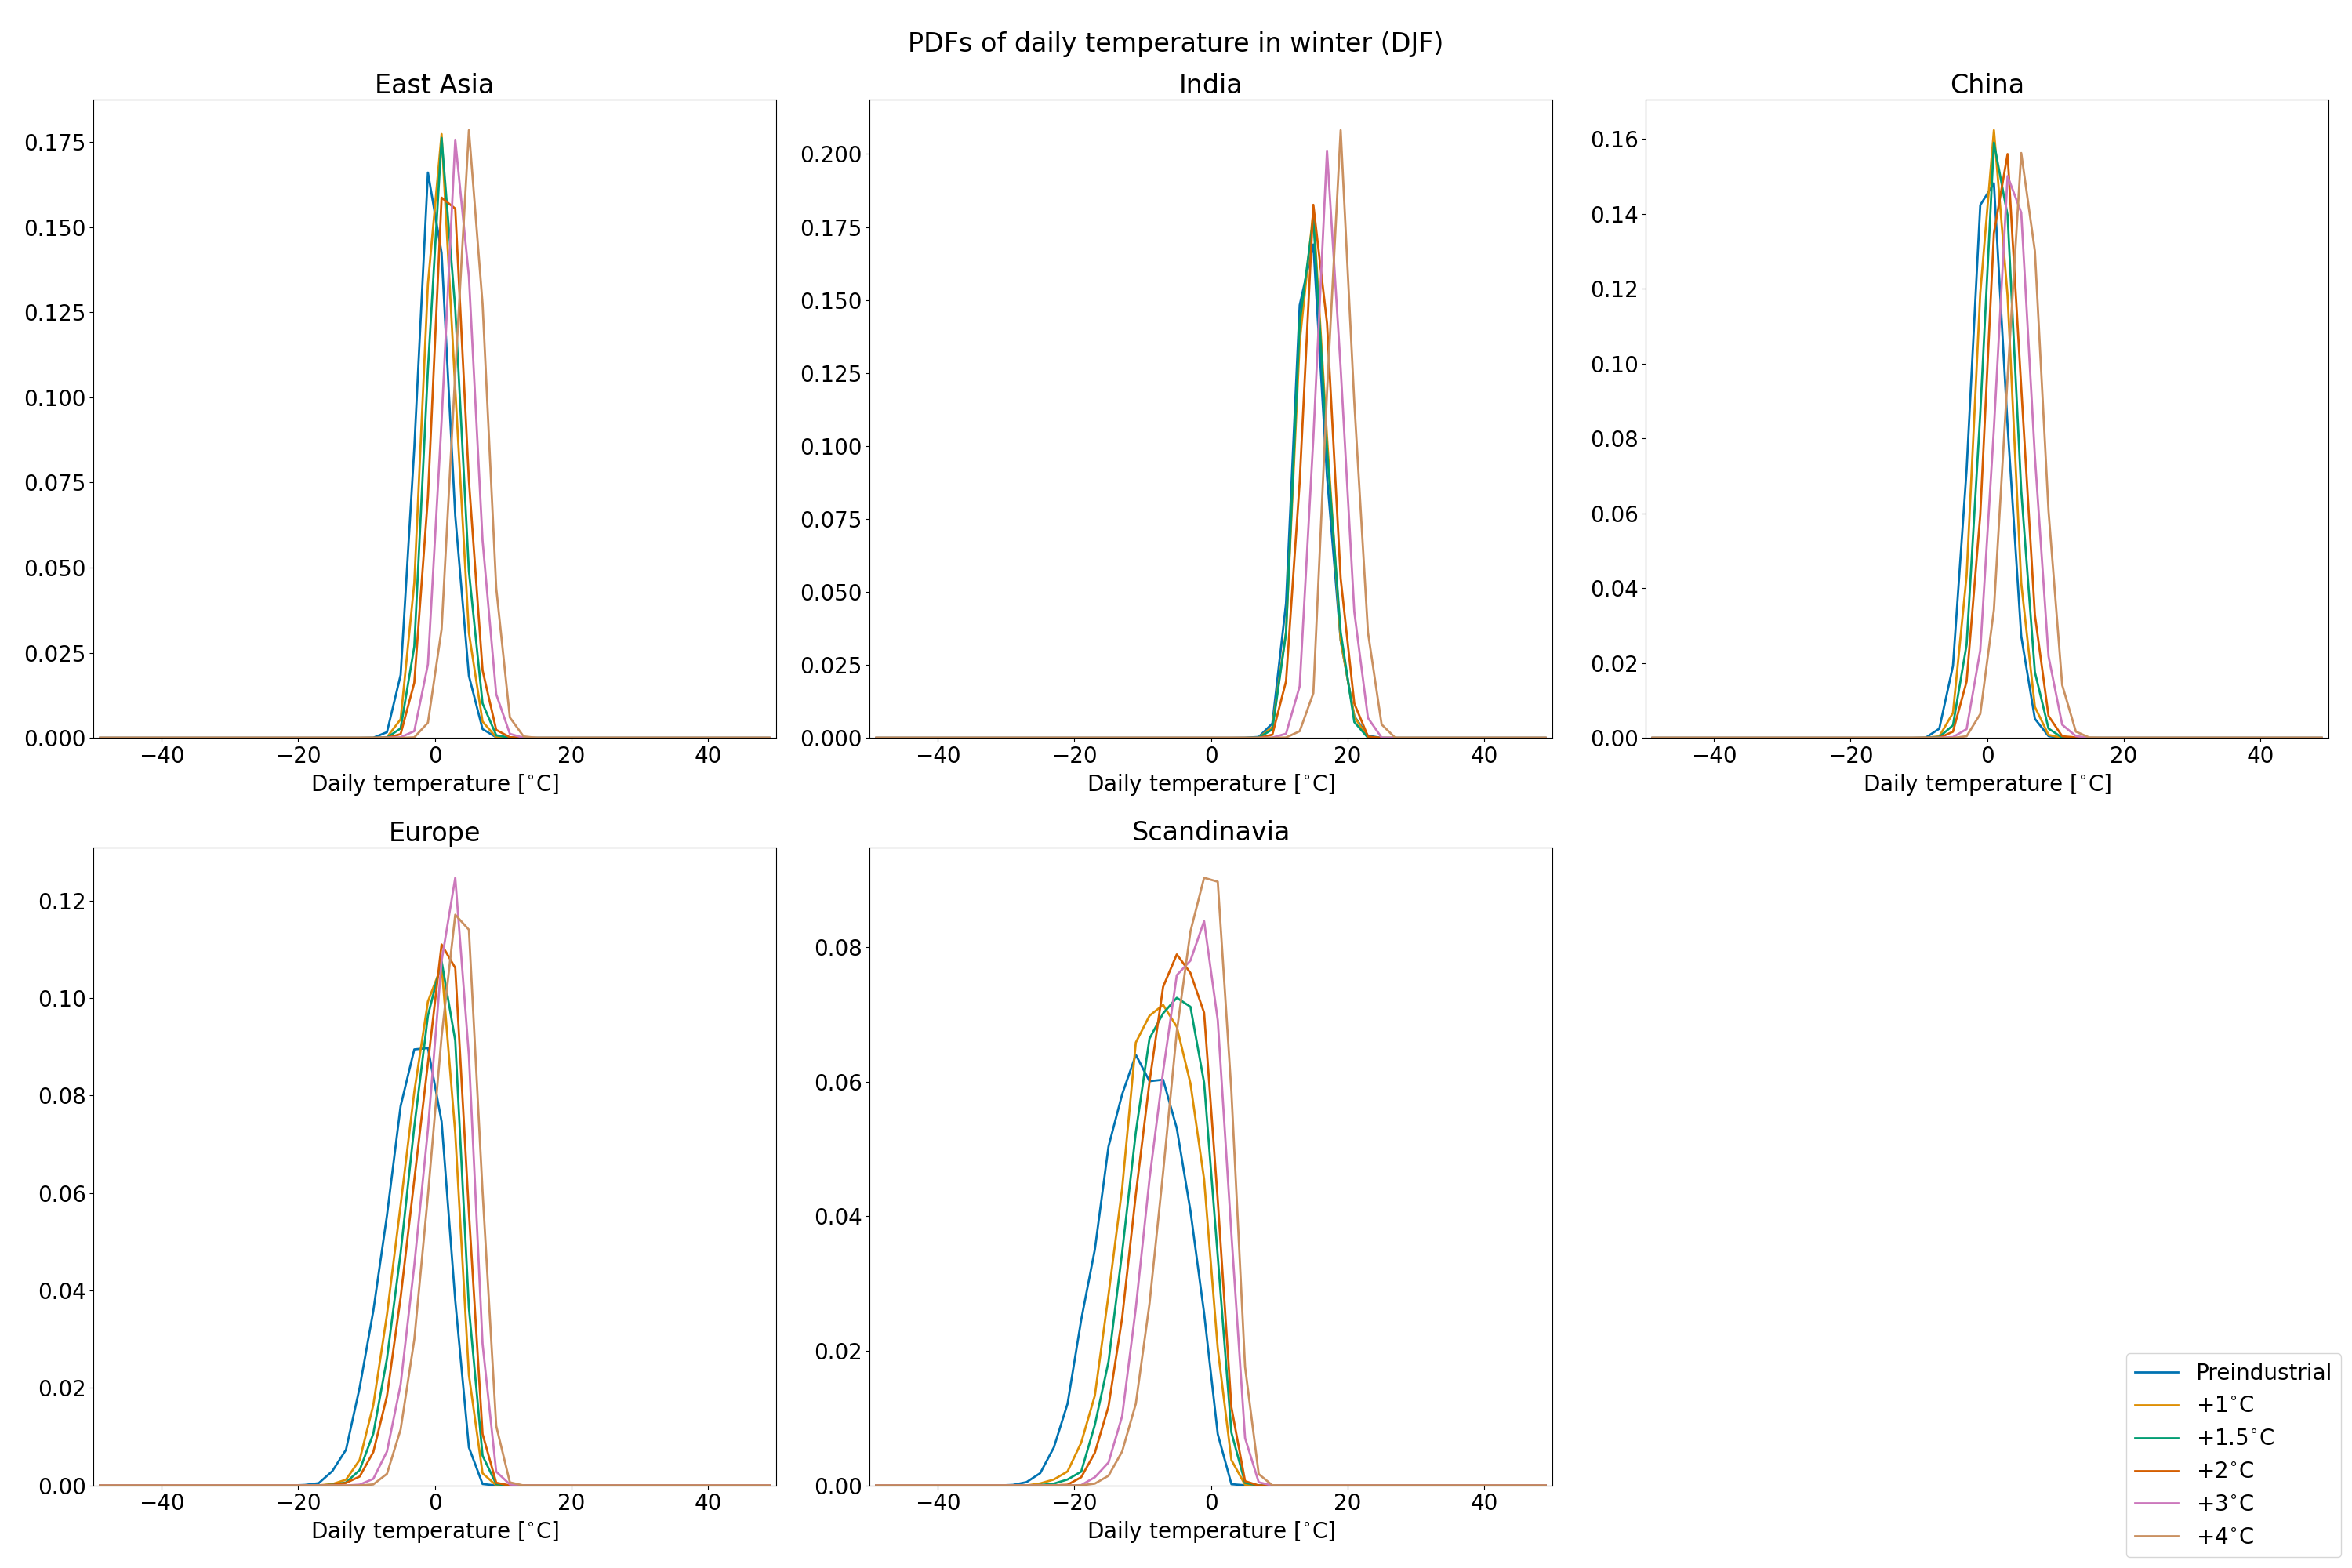 PDFs of daily temperature in winter (DJF)
East Asia
0.175
0.150
0.125
0.100
0.075
0.050
0.025
0.000
−40 −20 0 20 40
Daily temperature [°C]
India
0.200
0.175
0.150
0.125
0.100
0.075
0.050
0.025
0.000
−40 −20 0 20 40
Daily temperature [°C]
China
0.16
0.14
0.12
0.10
0.08
0.06
0.04
0.02
0.00
−40 −20 0 20 40
Daily temperature [°C]
Europe
0.12
0.10
0.08
0.06
0.04
0.02
0.00
−40 −20 0 20 40
Daily temperature [°C]
Scandinavia
0.08
0.06
0.04
0.02
0.00
−40 −20 0 20 40
Daily temperature [°C]
Preindustrial
+1°C
+1.5°C
+2°C
+3°C
+4°C